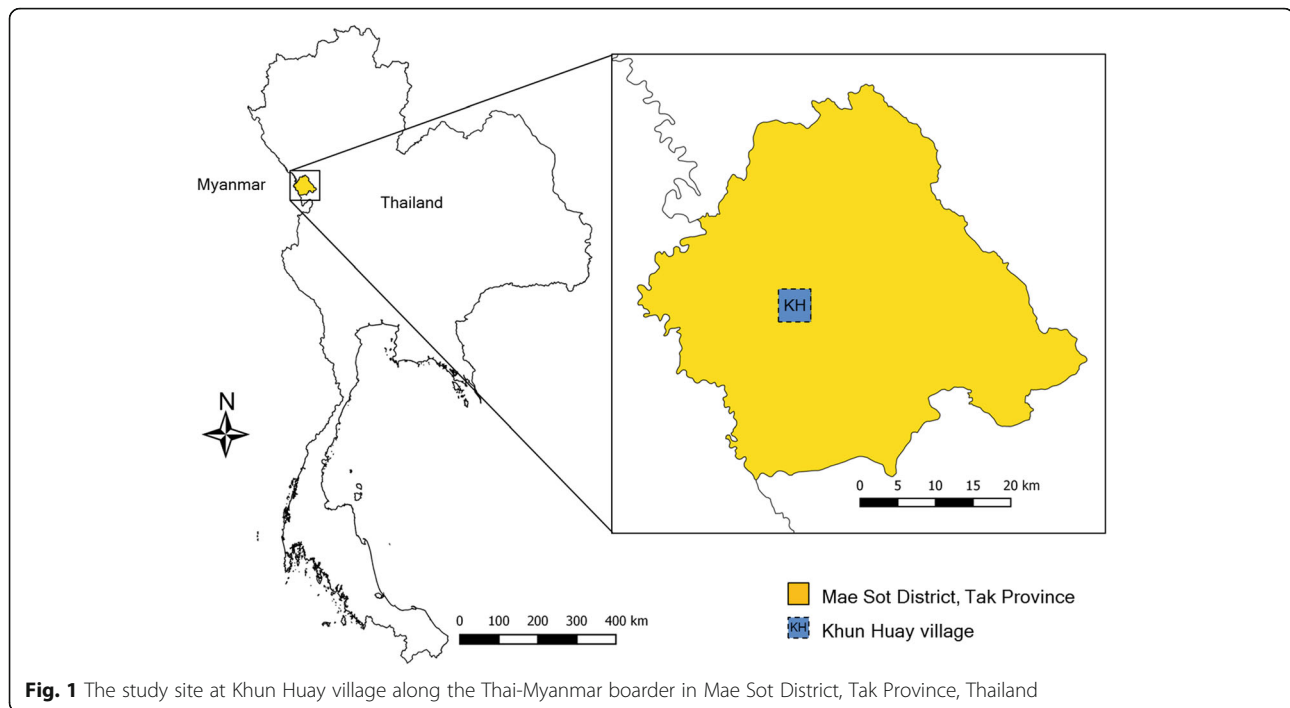 Myanmar
Thailand
KH
N
0 5 10 15 20 km
0 100 200 300 400 km
Mae Sot District, Tak Province
KH Khun Huay village
Fig. 1 The study site at Khun Huay village along the Thai-Myanmar boarder in Mae Sot District, Tak Province, Thailand